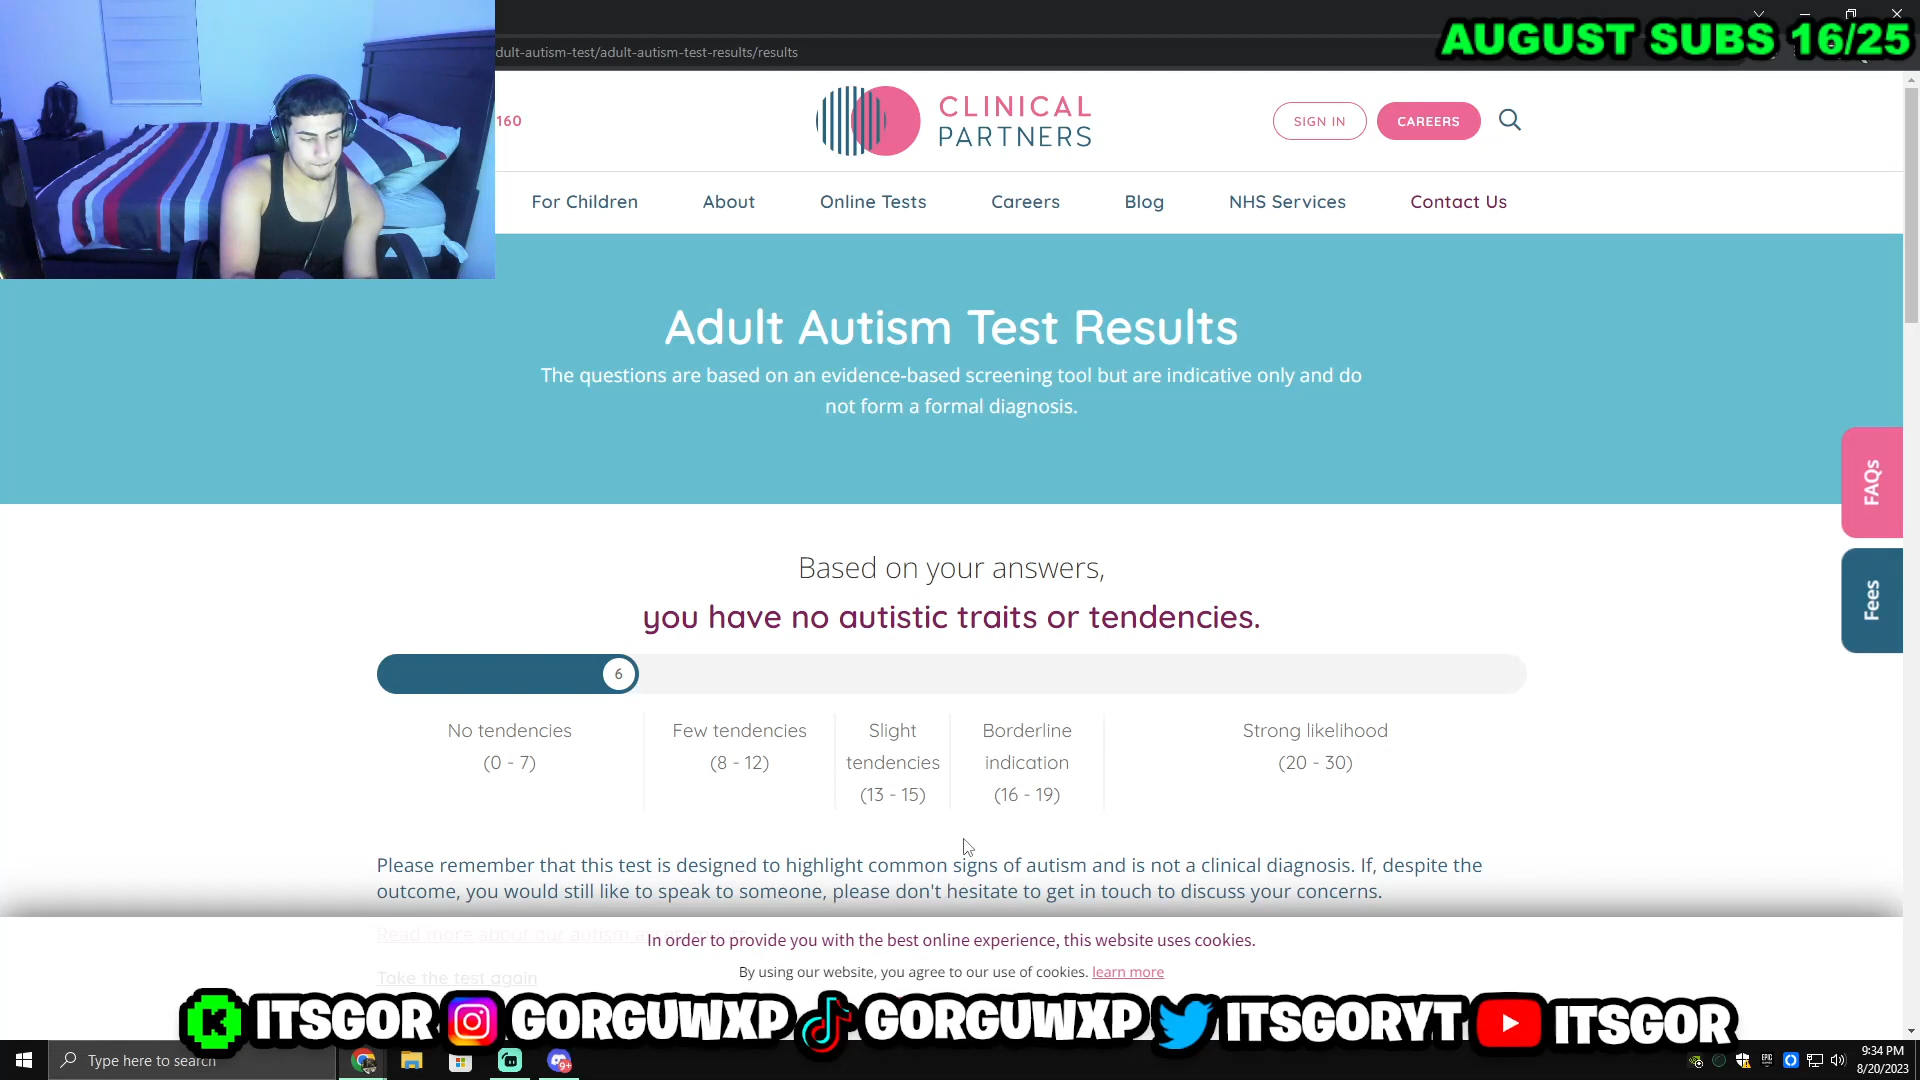 AUGUST SUBS 16/25
dult-autism-test/adult-autism-test-results/results
160
CLINICAL
PARTNERS
SIGN IN
CAREERS
For Children
About
Online Tests
Careers
Blog
NHS Services
Contact Us
Adult Autism Test Results
The questions are based on an evidence-based screening tool but are indicative only and do
not form a formal diagnosis.
FAQs
Fees
Based on your answers,
you have no autistic traits or tendencies.
6
No tendencies
(0 - 7)
Few tendencies
(8 - 12)
Slight
tendencies
(13 - 15)
Borderline
indication
(16 - 19)
Strong likelihood
(20 - 30)
Please remember that this test is designed to highlight common signs of autism and is not a clinical diagnosis. If, despite the
outcome, you would still like to speak to someone, please don't hesitate to get in touch to discuss your concerns.
Read more about our autism
In order to provide you with the best online experience, this website uses cookies.
By using our website, you agree to our use of cookies. learn more
Take the test again
K ITSGOR GORGUWXP GORGUWXP ITSGORYT ITSGOR
Type here to search
9+
EPIC
9:34 PM
8/20/2023